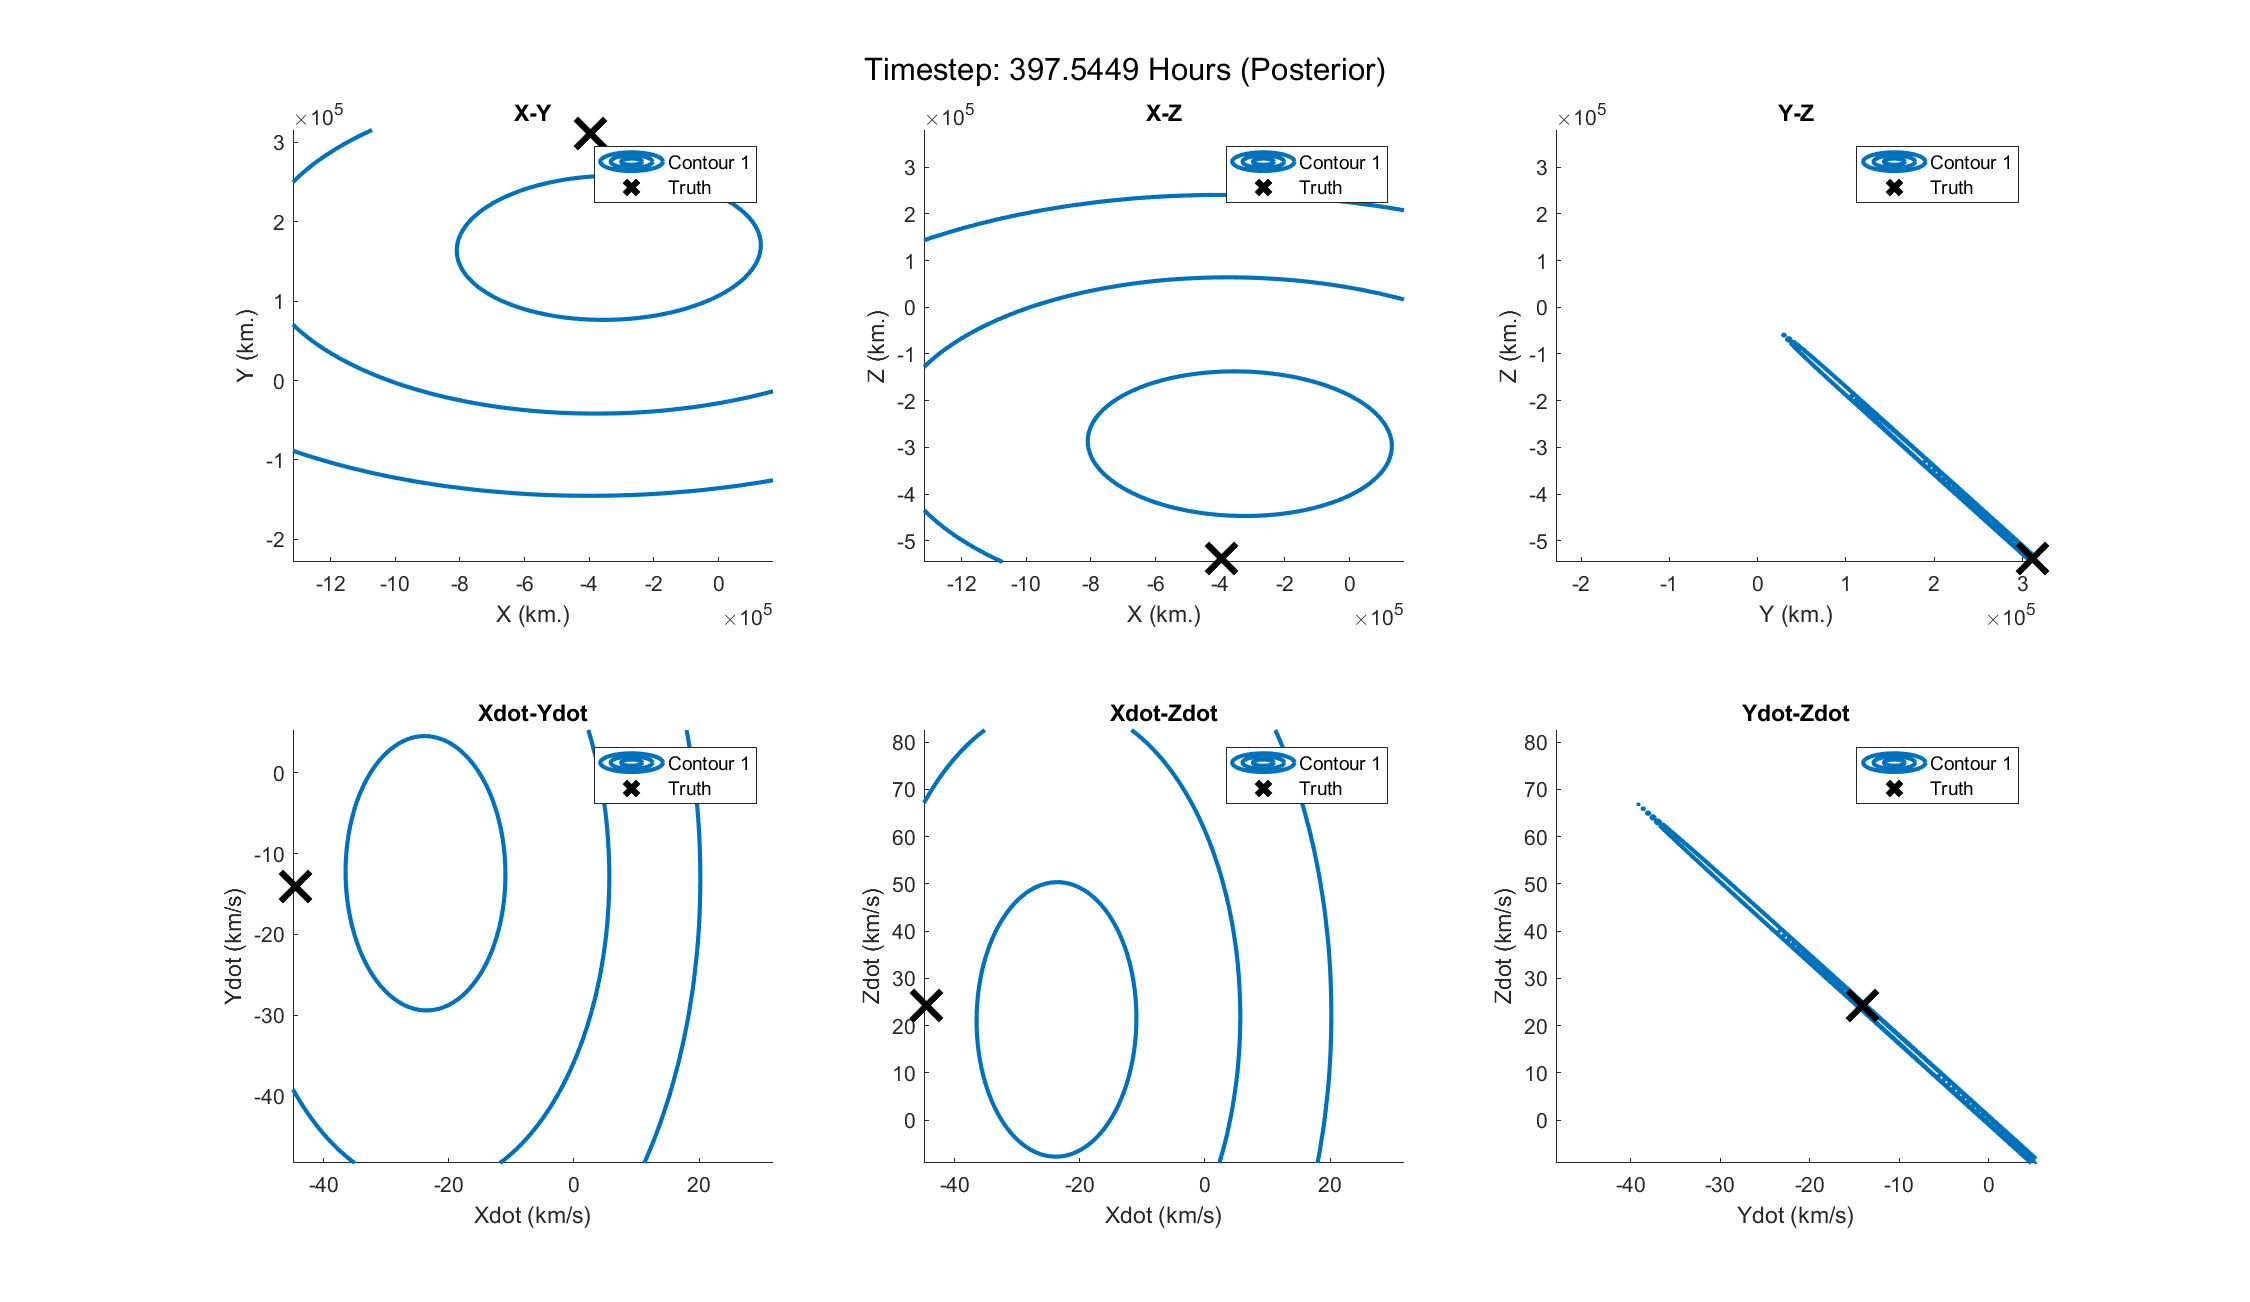 Timestep: 397.5449 Hours (Posterior)
X-Y
×10^5
3
2
1
0
-1
-2
Y (km.)
-12 -10 -8 -6 -4 -2 0
X (km.)
×10^5
Contour 1
Truth
X-Z
×10^5
3
2
1
0
-1
-2
-3
-4
-5
Z (km.)
-12 -10 -8 -6 -4 -2 0
X (km.)
×10^5
Contour 1
Truth
Y-Z
×10^5
3
2
1
0
-1
-2
-3
-4
-5
Z (km.)
-2 -1 0 1 2 3
Y (km.)
×10^5
Contour 1
Truth
Xdot-Ydot
0
-10
-20
-30
-40
Ydot (km/s)
-40 -20 0 20
Xdot (km/s)
Contour 1
Truth
Xdot-Zdot
80
70
60
50
40
30
20
10
0
Zdot (km/s)
-40 -20 0 20
Xdot (km/s)
Contour 1
Truth
Ydot-Zdot
80
70
60
50
40
30
20
10
0
Zdot (km/s)
-40 -30 -20 -10 0
Ydot (km/s)
Contour 1
Truth